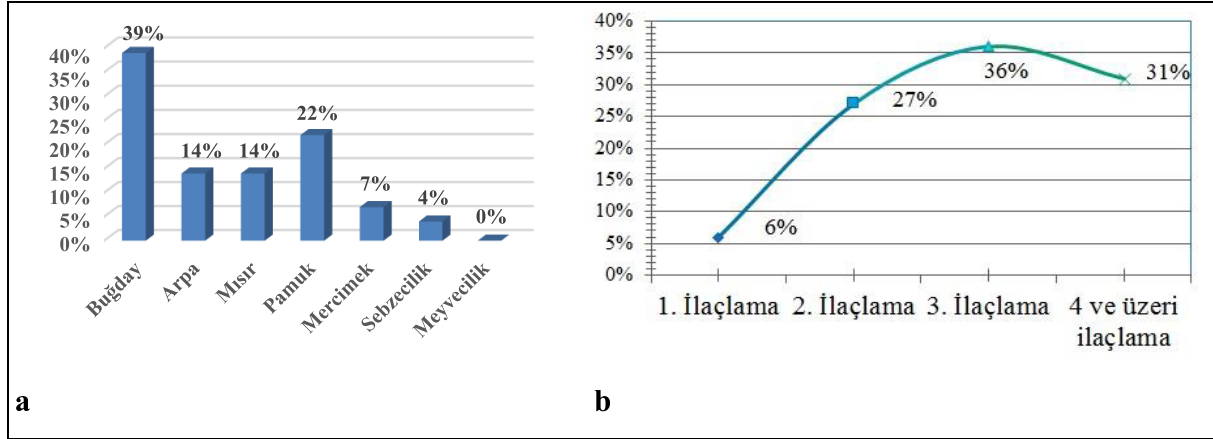 39%
40%
35%
30%
25%
20%
15%
10%
5%
0%
14%
14%
22%
7%
4%
0%
Buğday
Arpa
Mısır
Pamuk
Mercimek
Sebzecilik
Meyvecilik
a
40%
35%
30%
25%
20%
15%
10%
5%
0%
6%
27%
36%
31%
1. İlaçlama
2. İlaçlama
3. İlaçlama
4 ve üzeri
ilaçlama
b